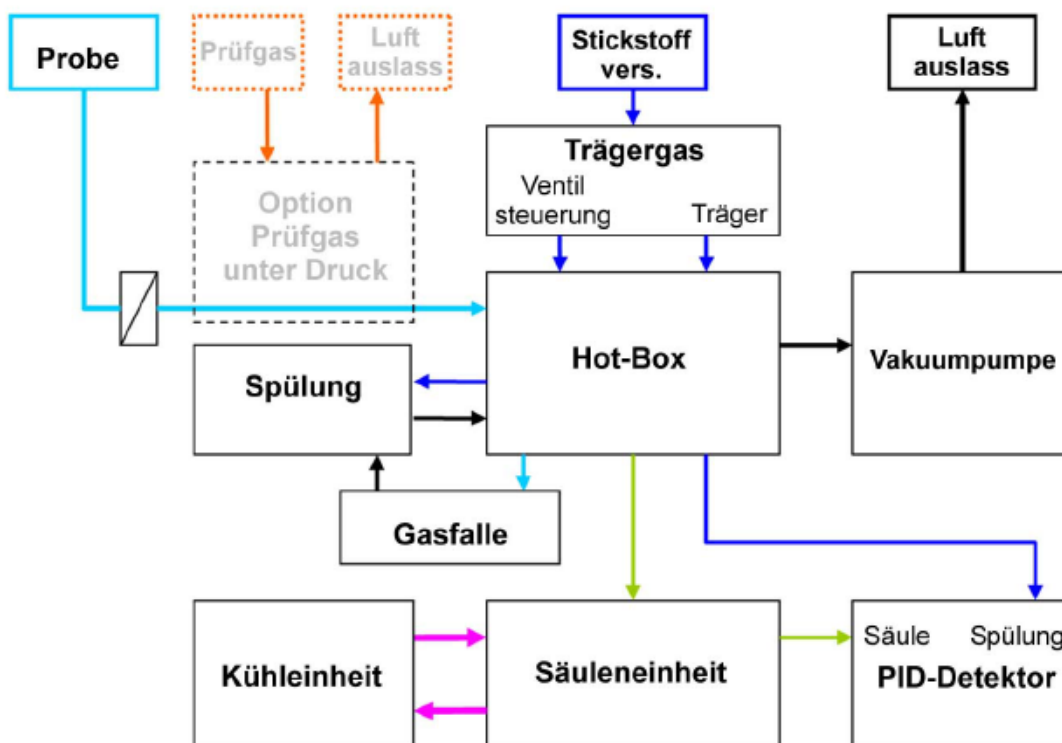 Probe
Prüfgas
Luft
auslass
Stickstoff
vers.
Luft
auslass
Trägergas
Ventil
steuerung
Träger
Option
Prüfgas
unter Druck
Hot-Box
Vakuumpumpe
Spülung
Gasfalle
Kühleinheit
Säuleneinheit
Säule Spülung
PID-Detektor